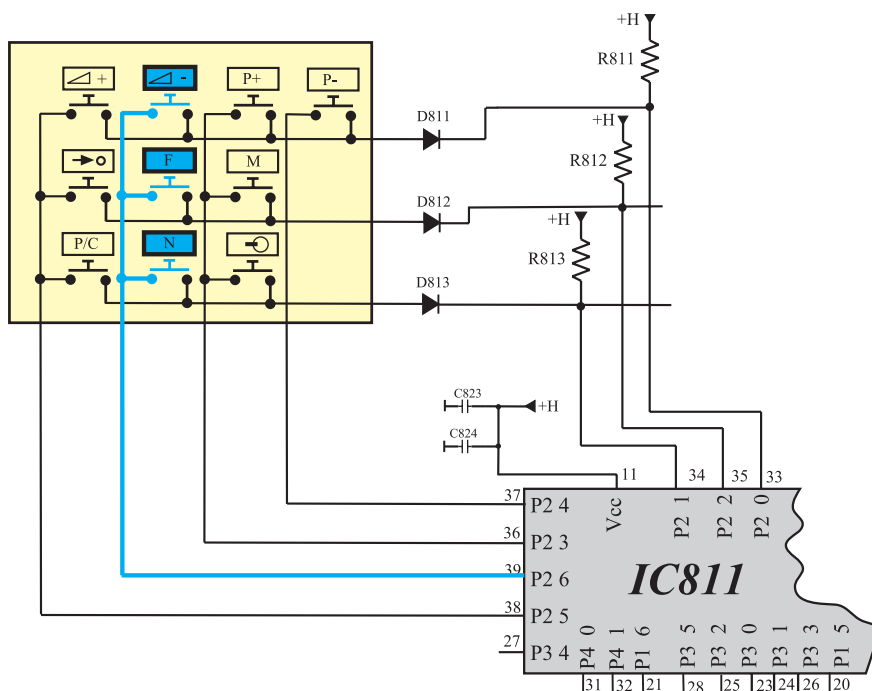 +H
R811
+ - P+ P-
D811
+H
R812
F M
D812
+H
R813
P/C N
D813
C823
+H
C824
11 34 35 33
37 P2 4 Vcc P2 1 P2 2 P2 0
36 P2 3
39 P2 6 IC811
38 P2 5
27 P3 4 P4 0 P4 1 P1 6 P3 5 P3 2 P3 0 P3 1 P3 3 P1 5
31 32 21 28 25 23 24 26 20